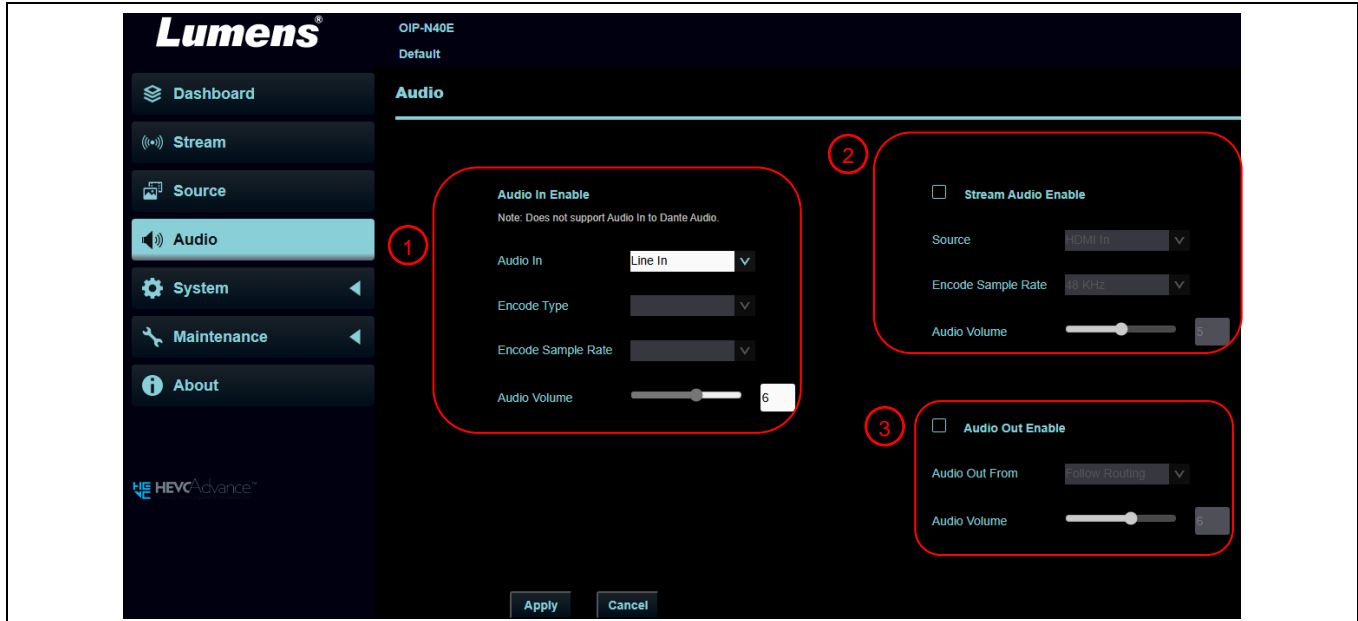 Lumens®
OIP-N40E
Default
Dashboard
Stream
Source
Audio
System
Maintenance
About
HEVC Advance™
Audio
1
Audio In Enable
Note: Does not support Audio In to Dante Audio.
Audio In Line In
Encode Type
Encode Sample Rate
Audio Volume 6
2
Stream Audio Enable
Source HDMI In
Encode Sample Rate 48 KHz
Audio Volume 5
3
Audio Out Enable
Audio Out From Follow Routing
Audio Volume 6
Apply Cancel